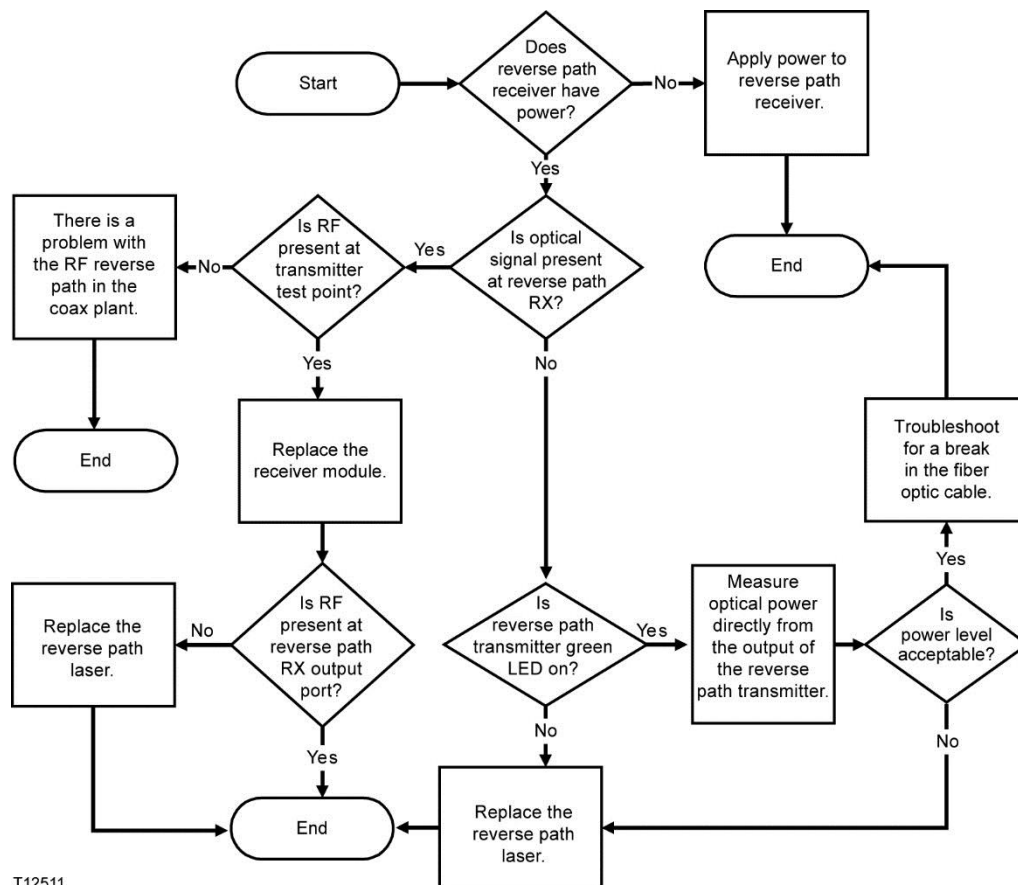 Start
Does
reverse path
receiver have
power?
No
Apply power to
reverse path
receiver.
Yes
There is a
problem with
the RF reverse
path in the
coax plant.
No
Is RF
present at
transmitter
test point?
Yes
Is optical
signal present
at reverse path
RX?
End
Yes
No
End
Replace the
receiver module.
Troubleshoot
for a break
in the fiber
optic cable.
Yes
Replace the
reverse path
laser.
No
Is RF
present at
reverse path
RX output
port?
Is
reverse path
transmitter green
LED on?
Yes
Measure
optical power
directly from
the output of
the reverse
path transmitter.
Is
power level
acceptable?
Yes
No
No
End
Replace the
reverse path
laser.
T12511